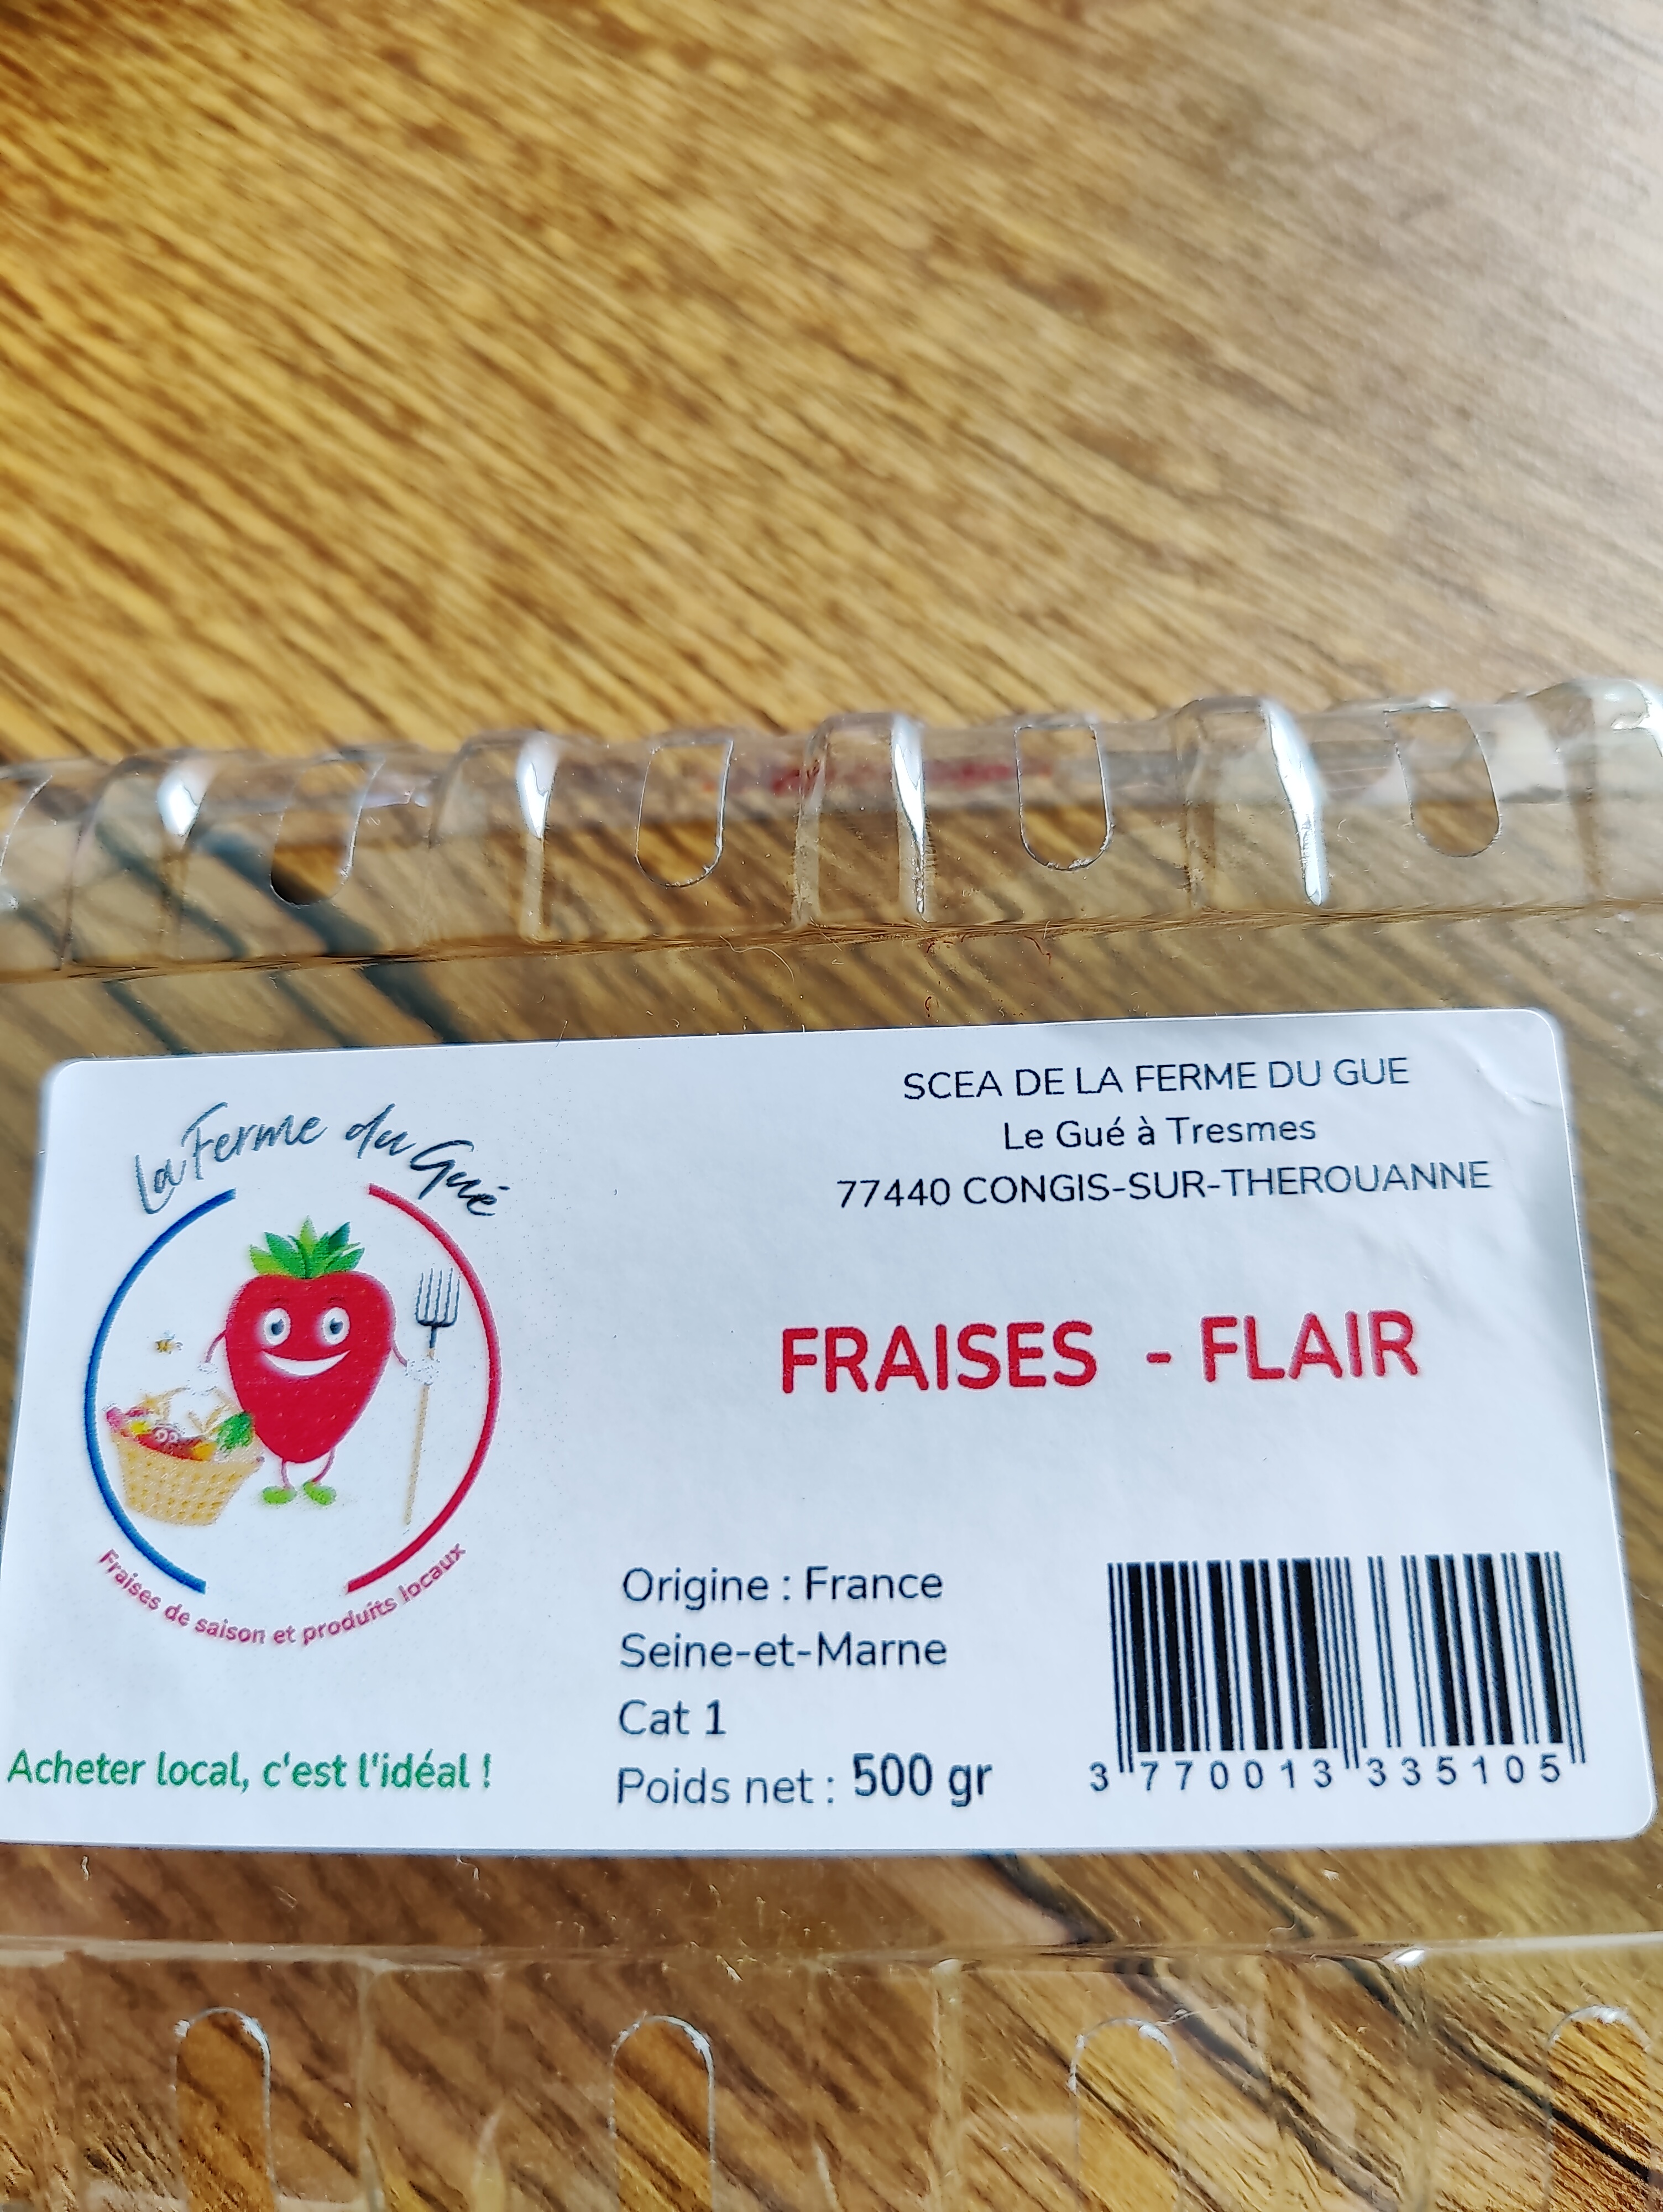 La Ferme du Gué
Fraises de saison et produits locaux
Acheter local, c'est l'idéal !
SCEA DE LA FERME DU GUE
Le Gué à Tresmes
77440 CONGIS-SUR-THEROUANNE
FRAISES - FLAIR
Origine : France
Seine-et-Marne
Cat 1
Poids net : 500 gr
3 770013 335105